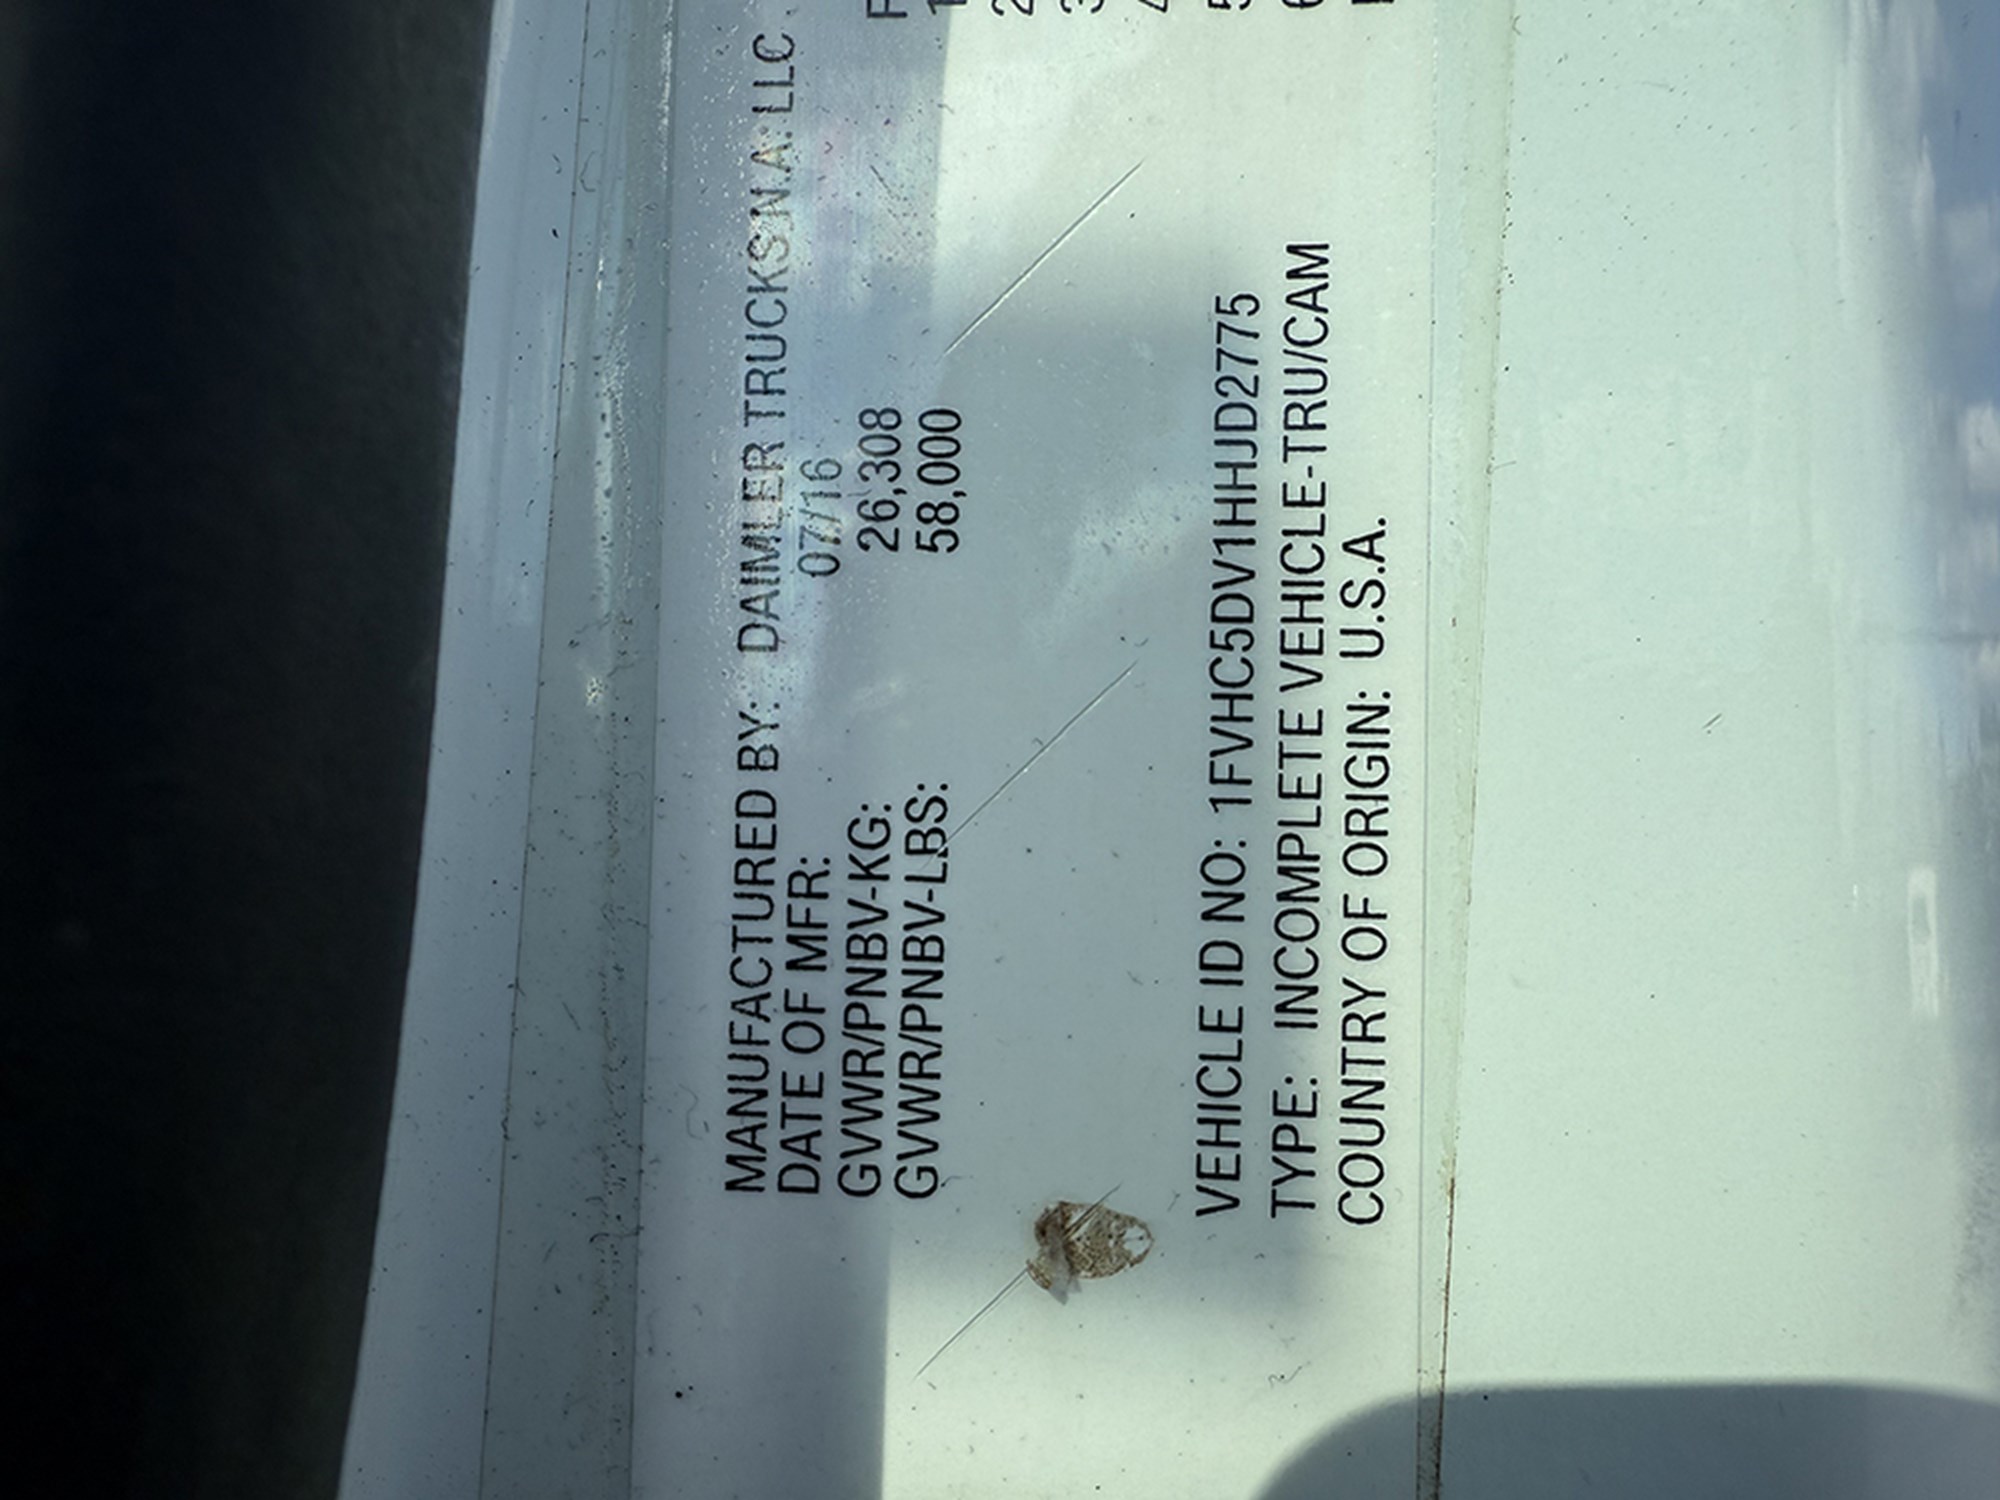 MANUFACTURED BY: DAIMLER TRUCKS N.A. LLC
DATE OF MFR: 07/16
GVWR/PNBV-KG: 26,308
GVWR/PNBV-LBS: 58,000
VEHICLE ID NO: 1FVHC5DV1HHJD2775
TYPE: INCOMPLETE VEHICLE-TRU/CAM
COUNTRY OF ORIGIN: U.S.A.